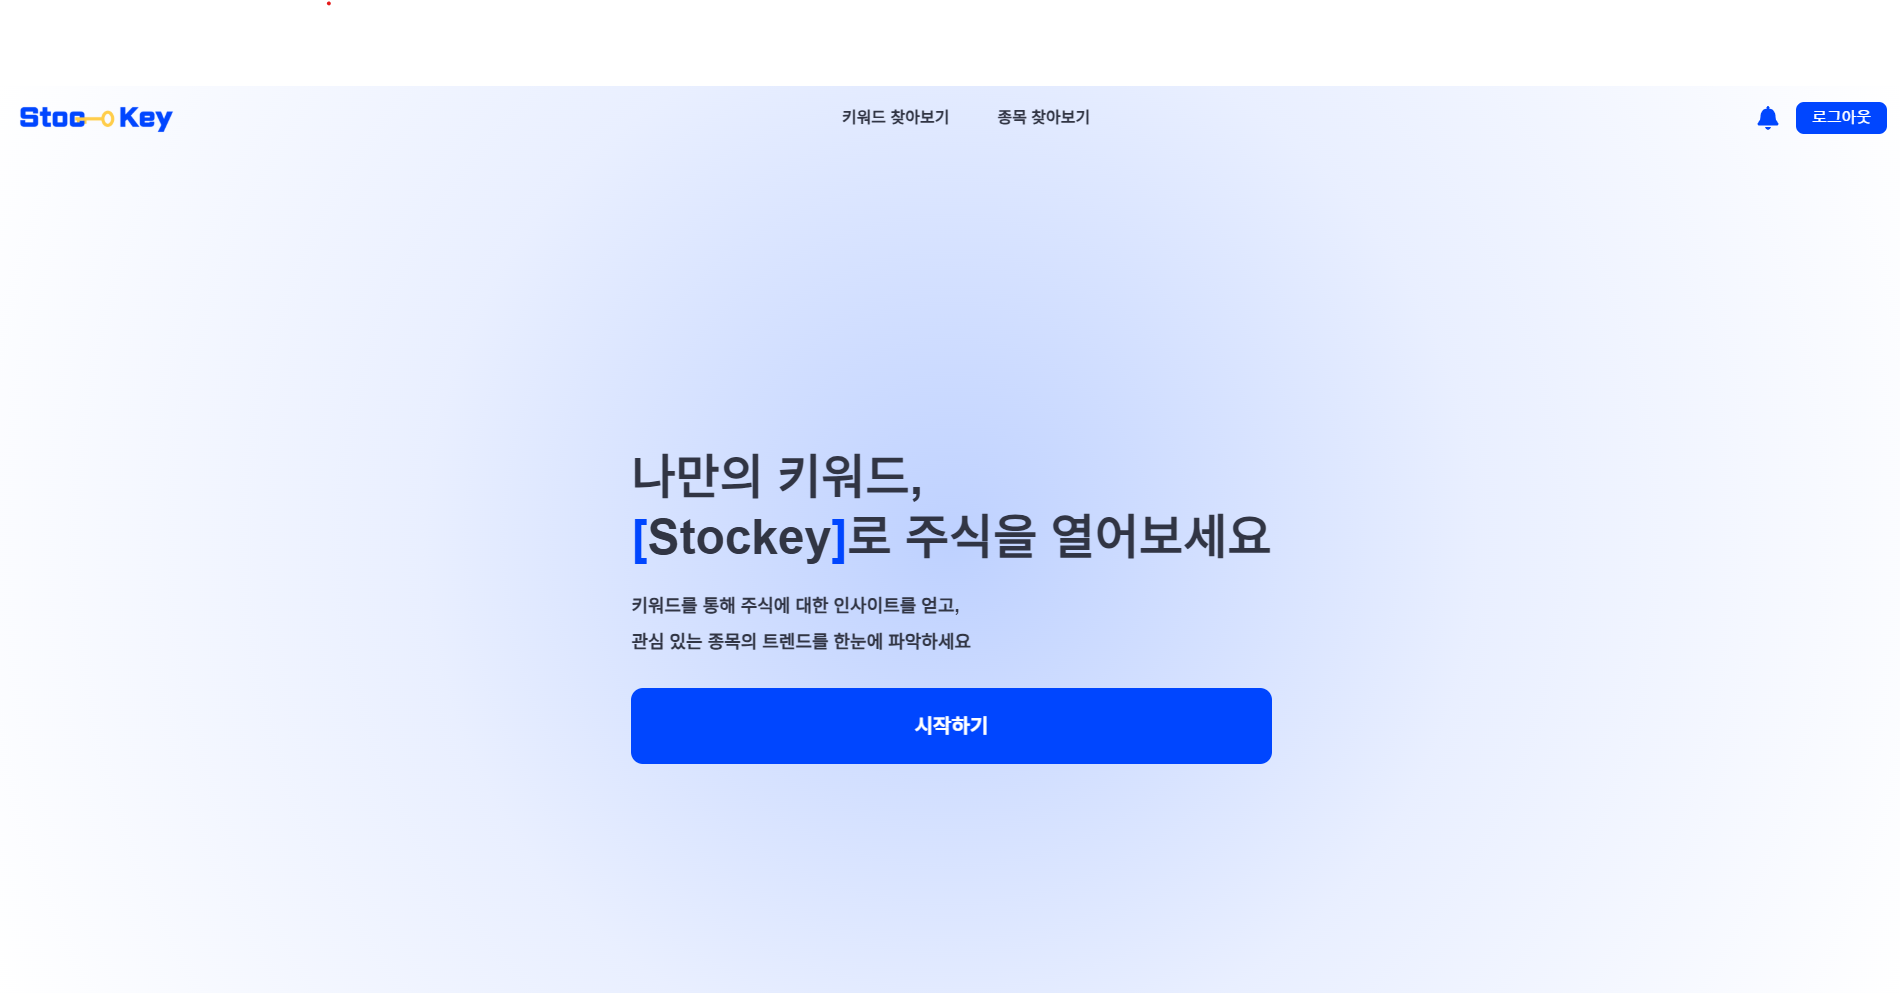 Stoc Key
키워드 찾아보기
종목 찾아보기
로그아웃
나만의 키워드,
[Stockey]로 주식을 열어보세요
키워드를 통해 주식에 대한 인사이트를 얻고,
관심 있는 종목의 트렌드를 한눈에 파악하세요
시작하기